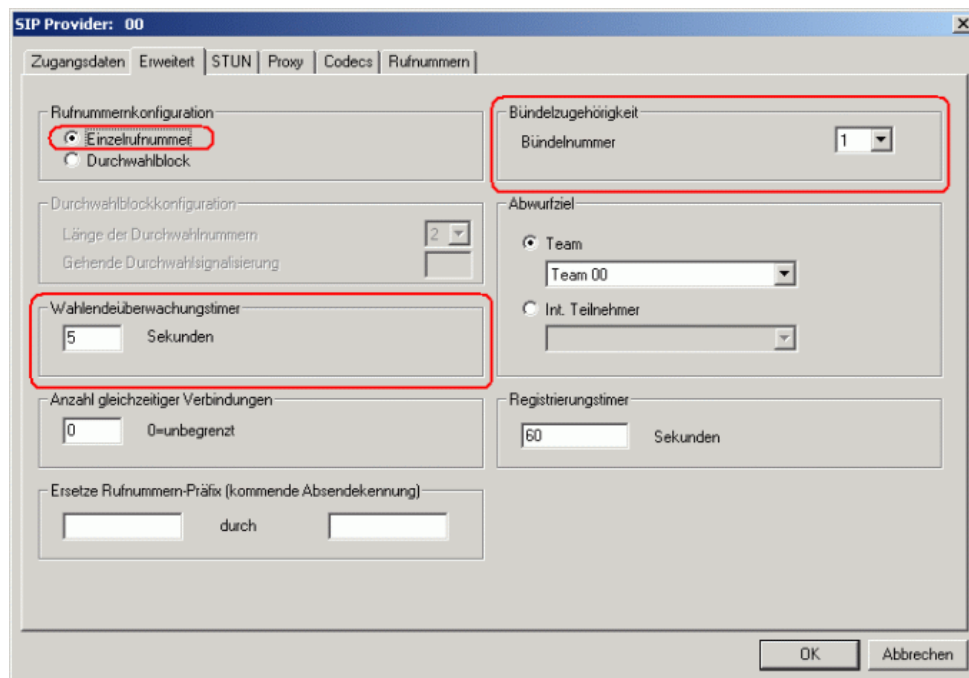 SIP Provider: 00
Zugangsdaten Erweitert STUN Proxy Codecs Rufnummern
Rufnummernkonfiguration
Einzelrufnummer
Durchwahlblock
Bündelzugehörigkeit
Bündelnummer 1
Durchwahlblockkonfiguration
Länge der Durchwahlnummern 2
Gehende Durchwahlsignalisierung
Abwurfziel
Team
Team 00
Int. Teilnehmer
Wahlendeüberwachungstimer
5 Sekunden
Anzahl gleichzeitiger Verbindungen
0 0=unbegrenzt
Registrierungstimer
60 Sekunden
Ersetze Rufnummern-Präfix (kommende Absendekennung)
durch
OK Abbrechen